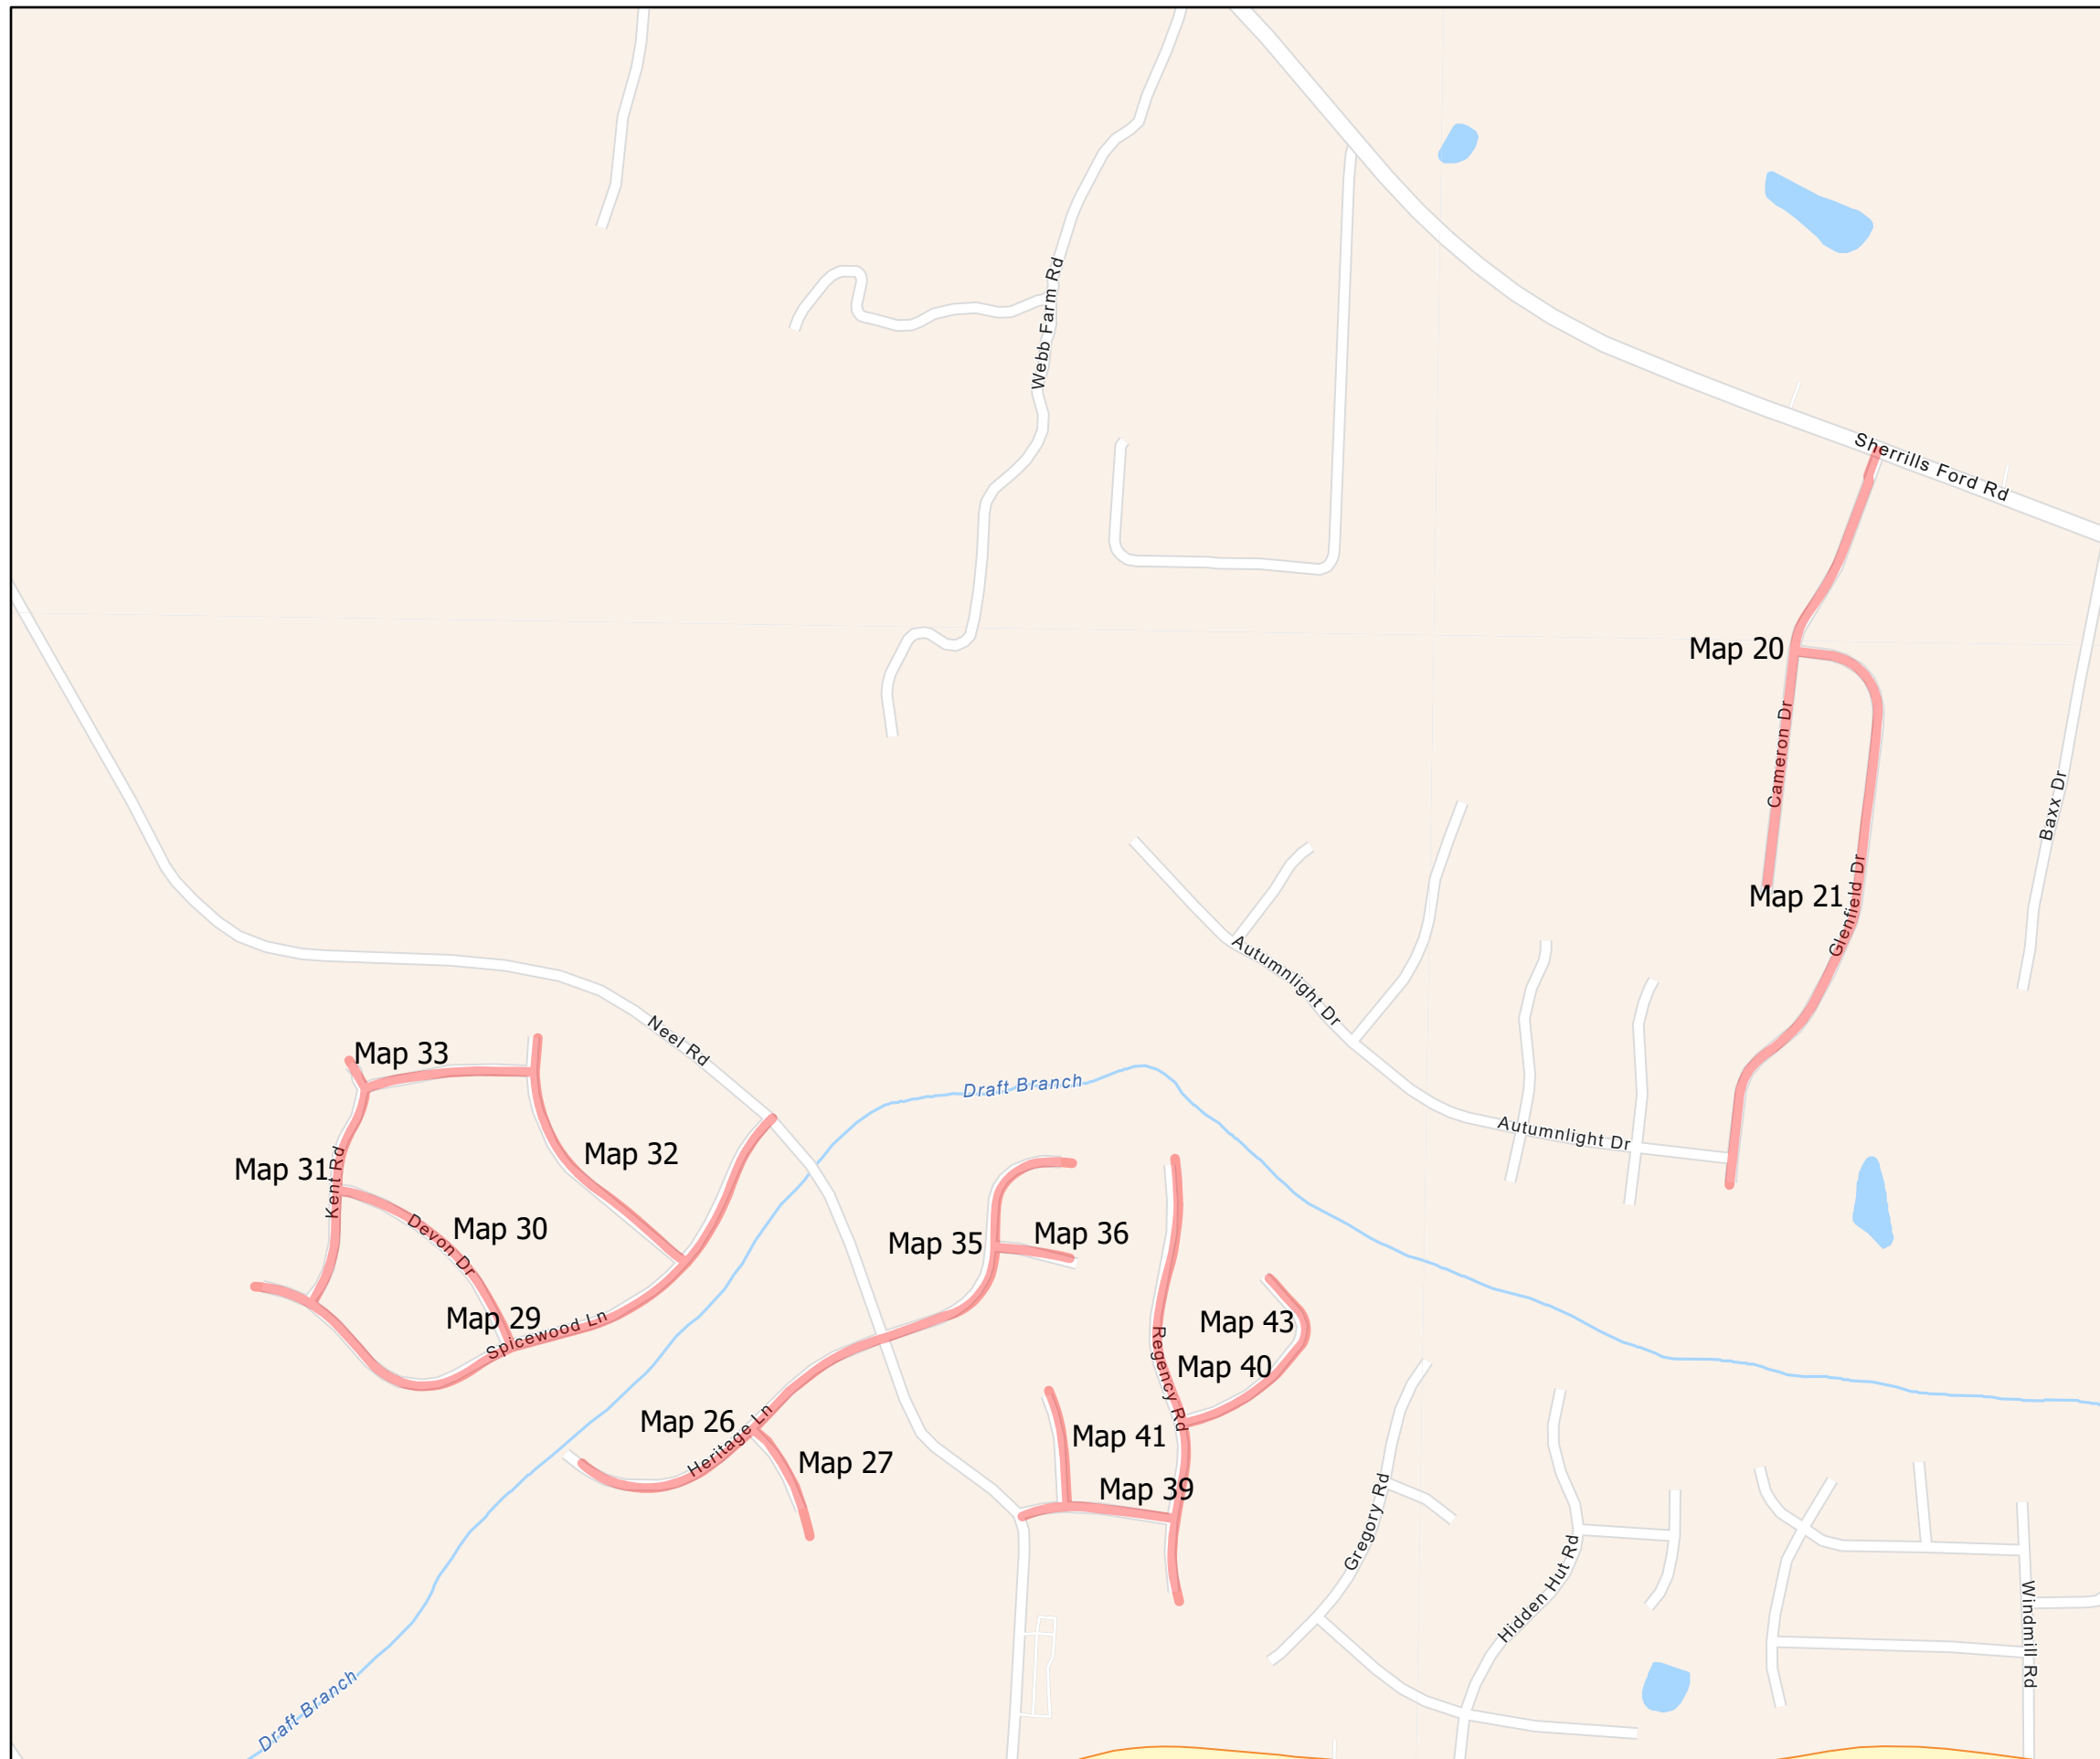 Webb Farm Rd
Sherrills Ford Rd
Map 20
Cameron Dr
Baxx Dr
Map 21
Glenfield Dr
Autumnlight Dr
Neel Rd
Map 33
Draft Branch
Autumnlight Dr
Map 32
Map 31
Kent Rd
Map 30
Devon Dr
Map 35
Map 36
Map 29
Spicewood Ln
Map 43
Regency Rd
Map 40
Map 26
Heritage Ln
Map 27
Map 41
Map 39
Gregory Rd
Hidden Hut Rd
Windmill Rd
Draft Branch